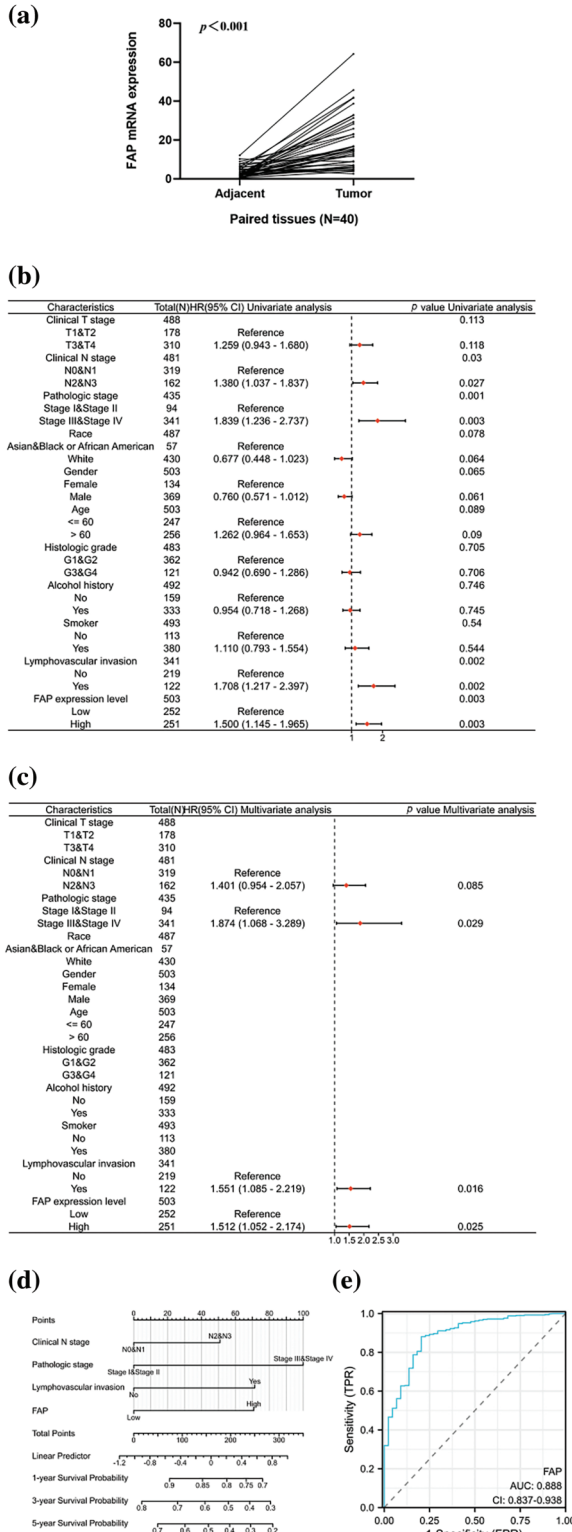 (a)
p<0.001
FAP mRNA expression
80
60
40
20
0
Adjacent Tumor
Paired tissues (N=40)
(b)
Characteristics Total(N) HR(95% CI) Univariate analysis p value Univariate analysis
Clinical T stage 488 0.113
T1&T2 178 Reference
T3&T4 310 1.259 (0.943 - 1.680) 0.118
Clinical N stage 481 0.03
N0&N1 319 Reference
N2&N3 162 1.380 (1.037 - 1.837) 0.027
Pathologic stage 435 0.001
Stage I&Stage II 94 Reference
Stage III&Stage IV 341 1.839 (1.236 - 2.737) 0.003
Race 487 0.078
Asian&Black or African American 57 Reference
White 430 0.677 (0.448 - 1.023) 0.064
Gender 503 0.065
Female 134 Reference
Male 369 0.760 (0.571 - 1.012) 0.061
Age 503 0.089
<= 60 247 Reference
> 60 256 1.262 (0.964 - 1.653) 0.09
Histologic grade 483 0.705
G1&G2 362 Reference
G3&G4 121 0.942 (0.690 - 1.286) 0.706
Alcohol history 492 0.746
No 159 Reference
Yes 333 0.954 (0.718 - 1.268) 0.745
Smoker 493 0.54
No 113 Reference
Yes 380 1.110 (0.793 - 1.554) 0.544
Lymphovascular invasion 341 0.002
No 219 Reference
Yes 122 1.708 (1.217 - 2.397) 0.002
FAP expression level 503 0.003
Low 252 Reference
High 251 1.500 (1.145 - 1.965) 0.003
1 2
(c)
Characteristics Total(N) HR(95% CI) Multivariate analysis p value Multivariate analysis
Clinical T stage 488
T1&T2 178
T3&T4 310
Clinical N stage 481
N0&N1 319 Reference
N2&N3 162 1.401 (0.954 - 2.057) 0.085
Pathologic stage 435
Stage I&Stage II 94 Reference
Stage III&Stage IV 341 1.874 (1.068 - 3.289) 0.029
Race 487
Asian&Black or African American 57
White 430
Gender 503
Female 134
Male 369
Age 503
<= 60 247
> 60 256
Histologic grade 483
G1&G2 362
G3&G4 121
Alcohol history 492
No 159
Yes 333
Smoker 493
No 113
Yes 380
Lymphovascular invasion 341
No 219 Reference
Yes 122 1.551 (1.085 - 2.219) 0.016
FAP expression level 503
Low 252 Reference
High 251 1.512 (1.052 - 2.174) 0.025
1.0 1.5 2.0 2.5 3.0
(d)
Points 0 20 40 60 80 100
Clinical N stage N0&N1 N2&N3
Pathologic stage Stage I&Stage II Stage III&Stage IV
Lymphovascular invasion No Yes
FAP Low High
Total Points 0 100 200 300
Linear Predictor -1.2 -0.8 -0.4 0 0.2 0.6
1-year Survival Probability 0.9 0.85 0.8 0.75 0.7
3-year Survival Probability 0.8 0.7 0.6 0.5 0.4 0.3
5-year Survival Probability 0.7 0.6 0.5 0.4 0.3 0.2
(e)
Sensitivity (TPR)
1.0
0.8
0.6
0.4
0.2
0.0
FAP
AUC: 0.888
CI: 0.837-0.938
0.00 0.25 0.50 0.75 1.00
1-Specificity (FPR)